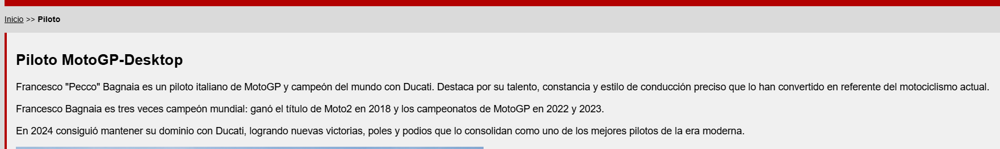 Inicio >> Piloto
Piloto MotoGP-Desktop
Francesco "Pecco" Bagnaia es un piloto italiano de MotoGP y campeón del mundo con Ducati. Destaca por su talento, constancia y estilo de conducción preciso que lo han convertido en referente del motociclismo actual.
Francesco Bagnaia es tres veces campeón mundial: ganó el título de Moto2 en 2018 y los campeonatos de MotoGP en 2022 y 2023.
En 2024 consiguió mantener su dominio con Ducati, logrando nuevas victorias, poles y podios que lo consolidan como uno de los mejores pilotos de la era moderna.